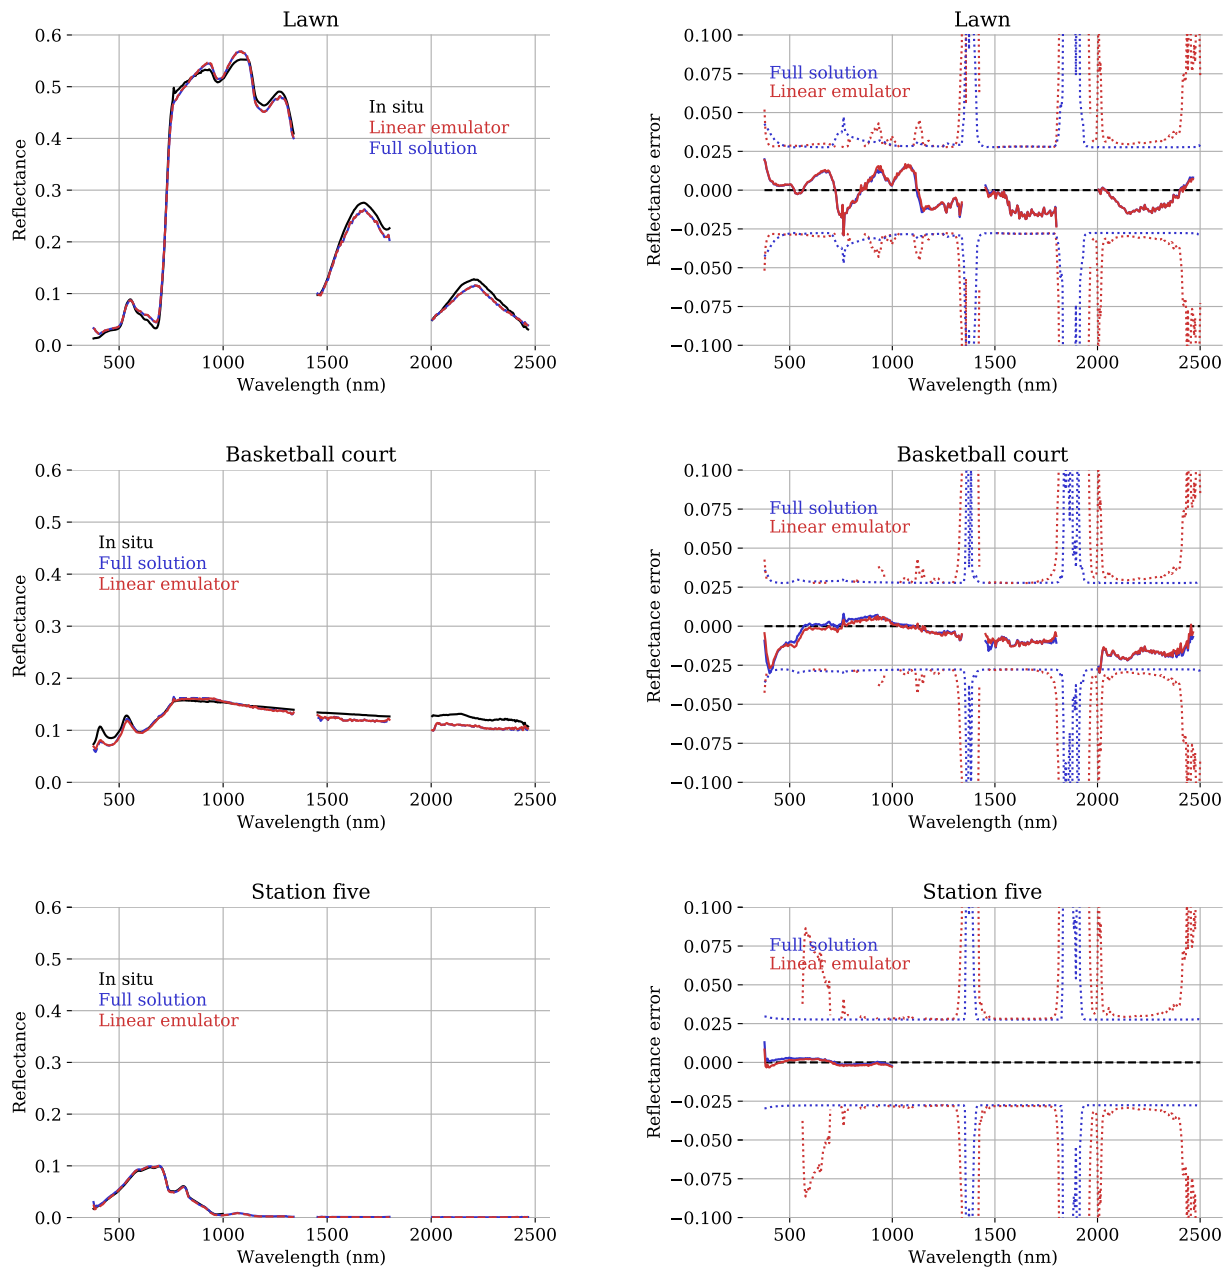 Lawn
0.6
0.5
0.4
0.3
0.2
0.1
0.0
Reflectance
In situ
Linear emulator
Full solution
500 1000 1500 2000 2500
Wavelength (nm)
Lawn
0.100
0.075
0.050
0.025
0.000
−0.025
−0.050
−0.075
−0.100
Reflectance error
Full solution
Linear emulator
500 1000 1500 2000 2500
Wavelength (nm)
Basketball court
0.6
0.5
0.4
0.3
0.2
0.1
0.0
Reflectance
In situ
Full solution
Linear emulator
500 1000 1500 2000 2500
Wavelength (nm)
Basketball court
0.100
0.075
0.050
0.025
0.000
−0.025
−0.050
−0.075
−0.100
Reflectance error
Full solution
Linear emulator
500 1000 1500 2000 2500
Wavelength (nm)
Station five
0.6
0.5
0.4
0.3
0.2
0.1
0.0
Reflectance
In situ
Full solution
Linear emulator
500 1000 1500 2000 2500
Wavelength (nm)
Station five
0.100
0.075
0.050
0.025
0.000
−0.025
−0.050
−0.075
−0.100
Reflectance error
Full solution
Linear emulator
500 1000 1500 2000 2500
Wavelength (nm)